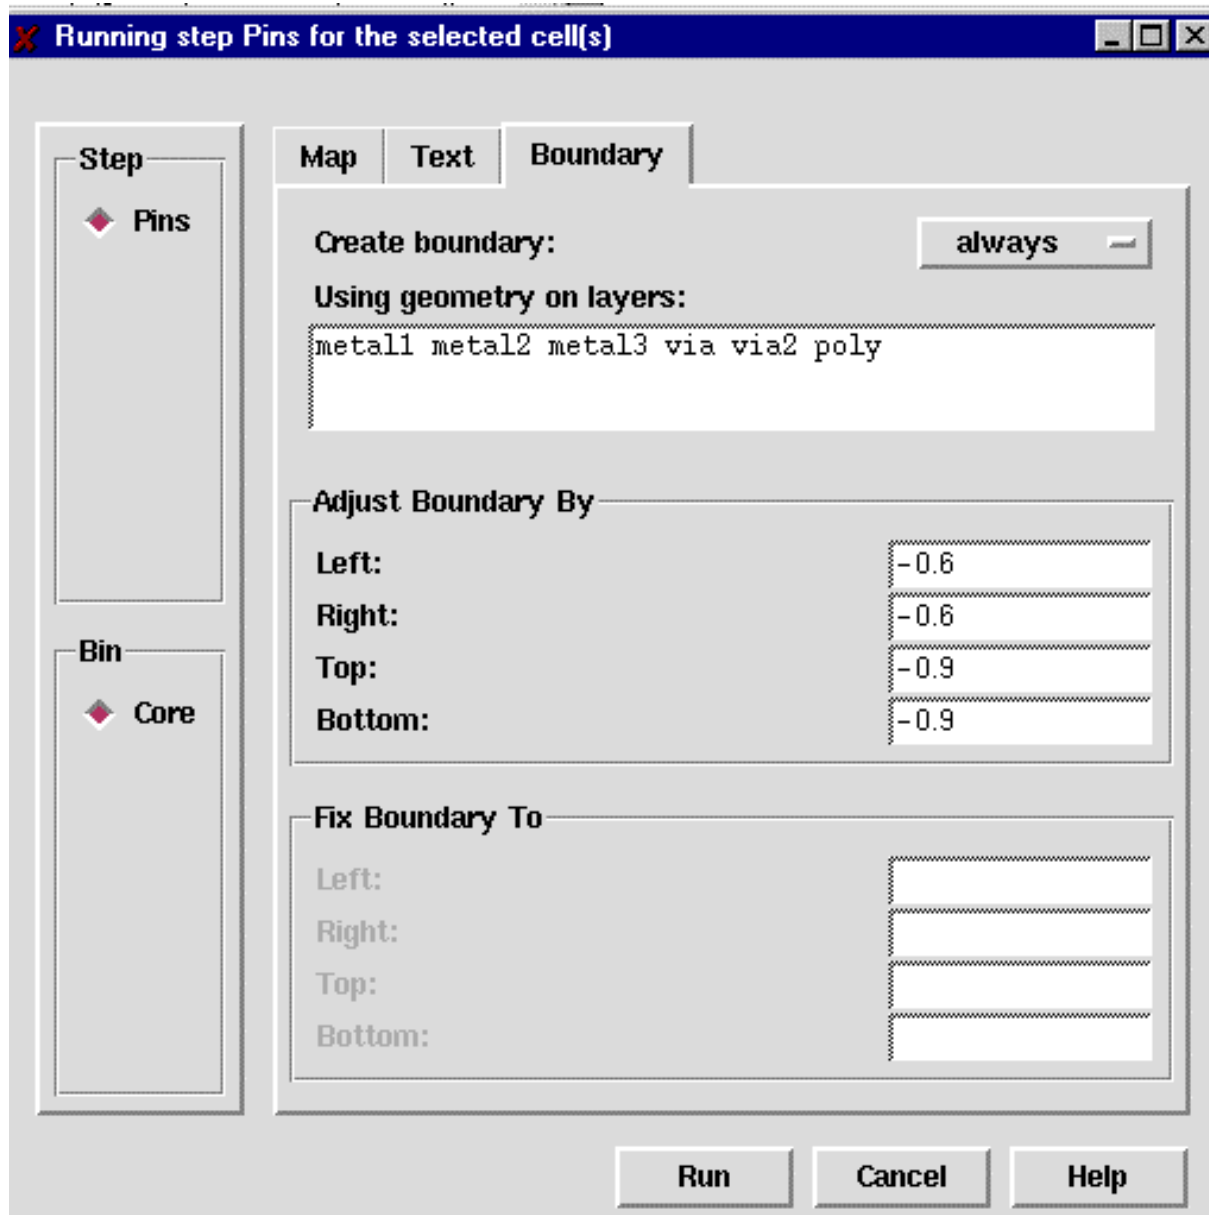 Running step Pins for the selected cell(s)
Step
Pins
Bin
Core
Map Text Boundary
Create boundary: always
Using geometry on layers:
metal1 metal2 metal3 via via2 poly
Adjust Boundary By
Left: -0.6
Right: -0.6
Top: -0.9
Bottom: -0.9
Fix Boundary To
Left:
Right:
Top:
Bottom:
Run Cancel Help